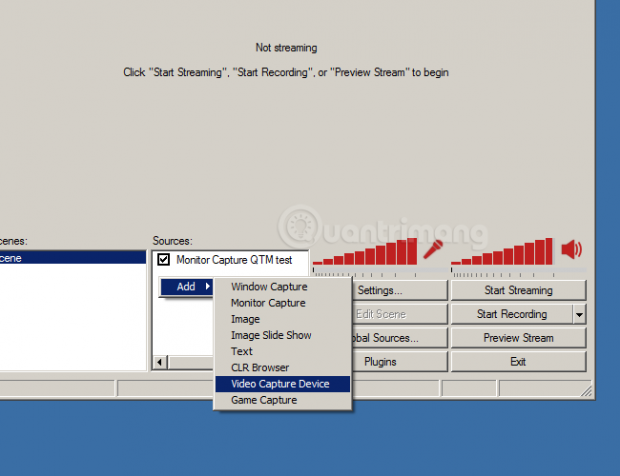 Not streaming
Click "Start Streaming", "Start Recording", or "Preview Stream" to begin
Quantrimang
cenes:
Sources:
cene
Monitor Capture QTM test
Add
Window Capture
Monitor Capture
Image
Image Slide Show
Text
CLR Browser
Video Capture Device
Game Capture
Settings...
Start Streaming
Edit Scene
Start Recording
obal Sources...
Preview Stream
Plugins
Exit